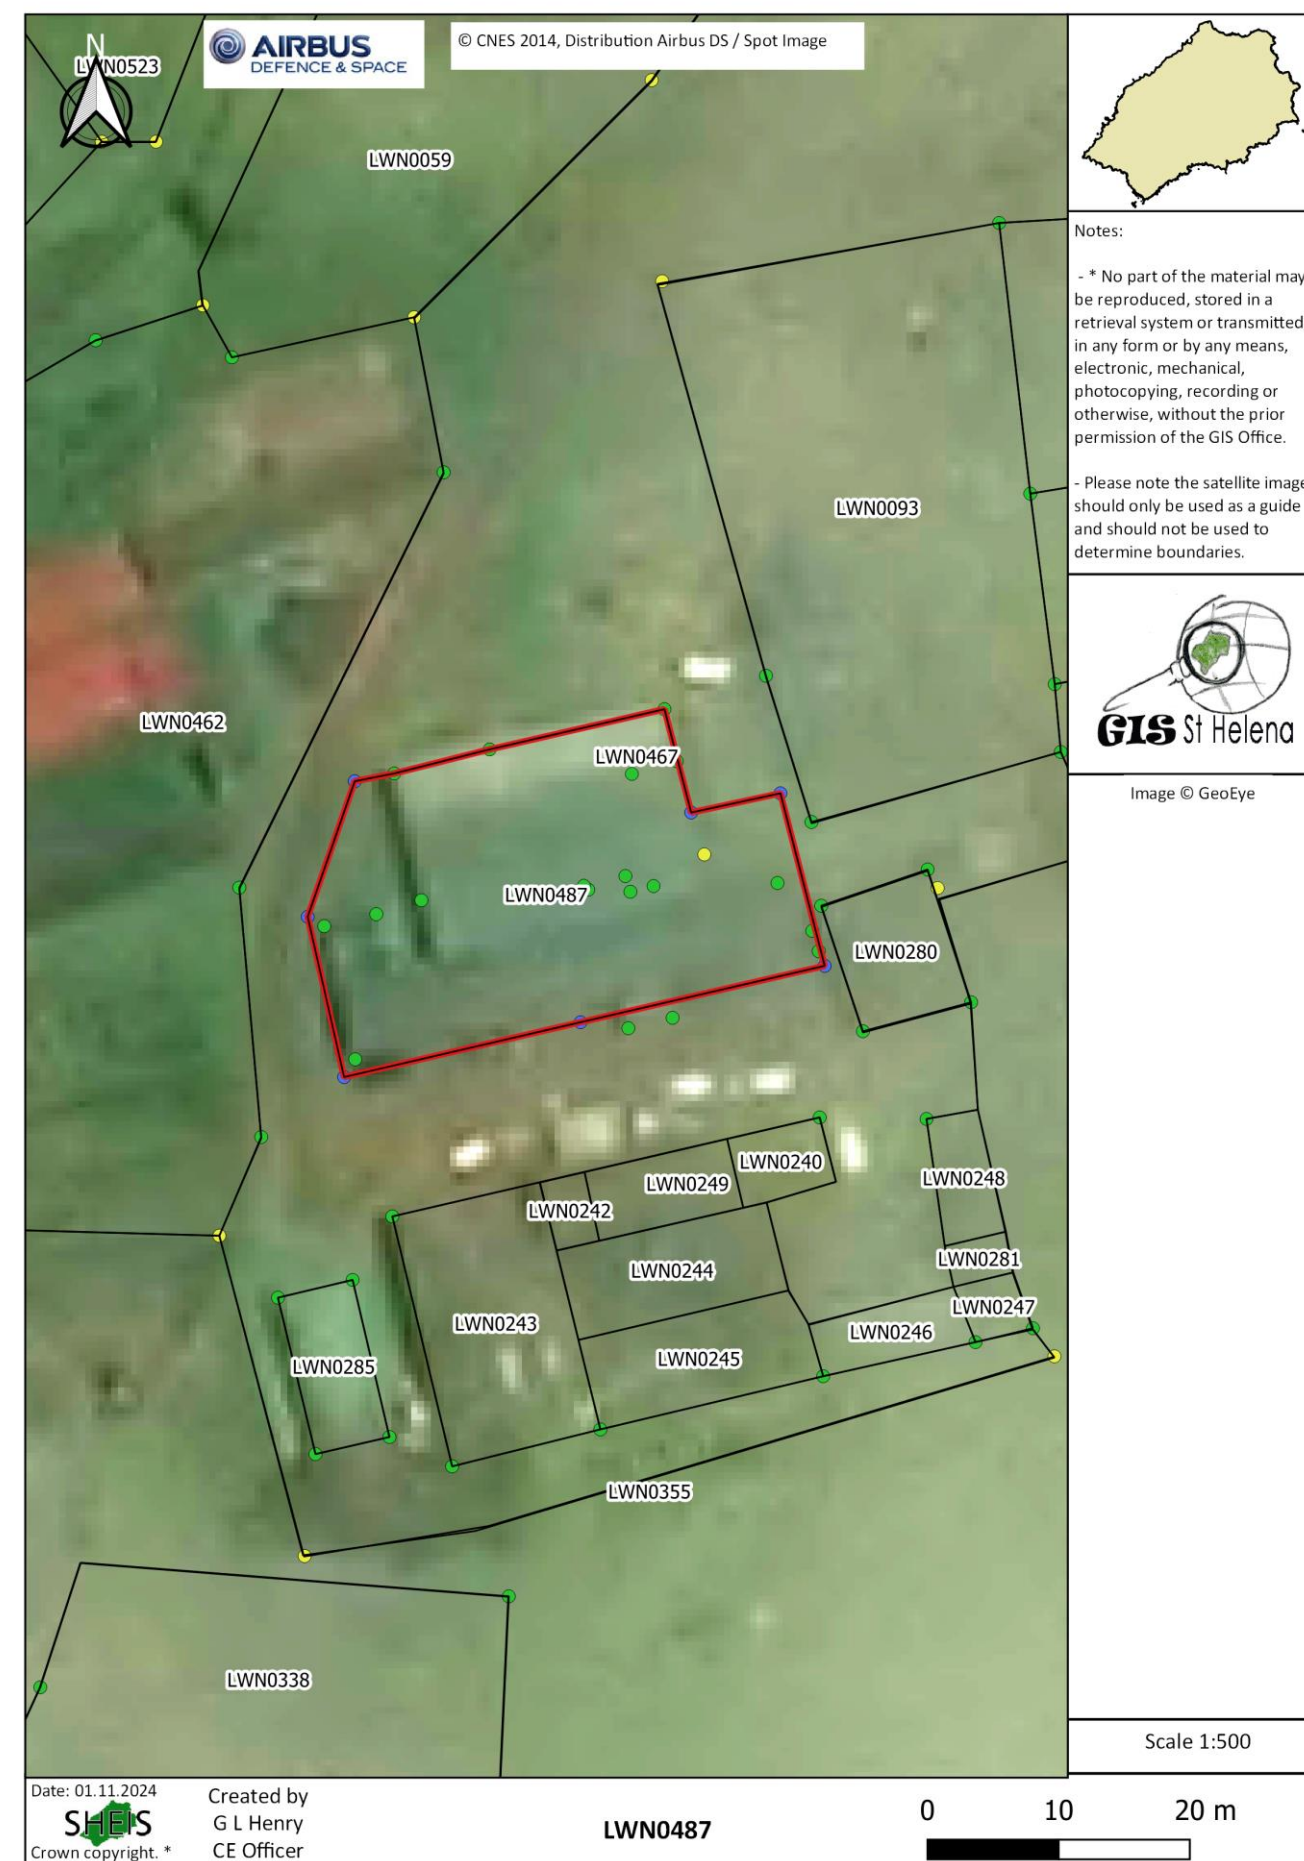 N
LWN0523
AIRBUS
DEFENCE & SPACE
© CNES 2014, Distribution Airbus DS / Spot Image
LWN0059
LWN0093
LWN0462
LWN0467
LWN0487
LWN0280
LWN0240
LWN0249
LWN0248
LWN0242
LWN0281
LWN0244
LWN0247
LWN0243
LWN0246
LWN0245
LWN0285
LWN0355
LWN0338
Notes:
- * No part of the material may
be reproduced, stored in a
retrieval system or transmitted
in any form or by any means,
electronic, mechanical,
photocopying, recording or
otherwise, without the prior
permission of the GIS Office.
- Please note the satellite image
should only be used as a guide
and should not be used to
determine boundaries.
GIS St Helena
Image © GeoEye
Scale 1:500
Date: 01.11.2024
SHEIS
Crown copyright. *
Created by
G L Henry
CE Officer
LWN0487
0 10 20 m